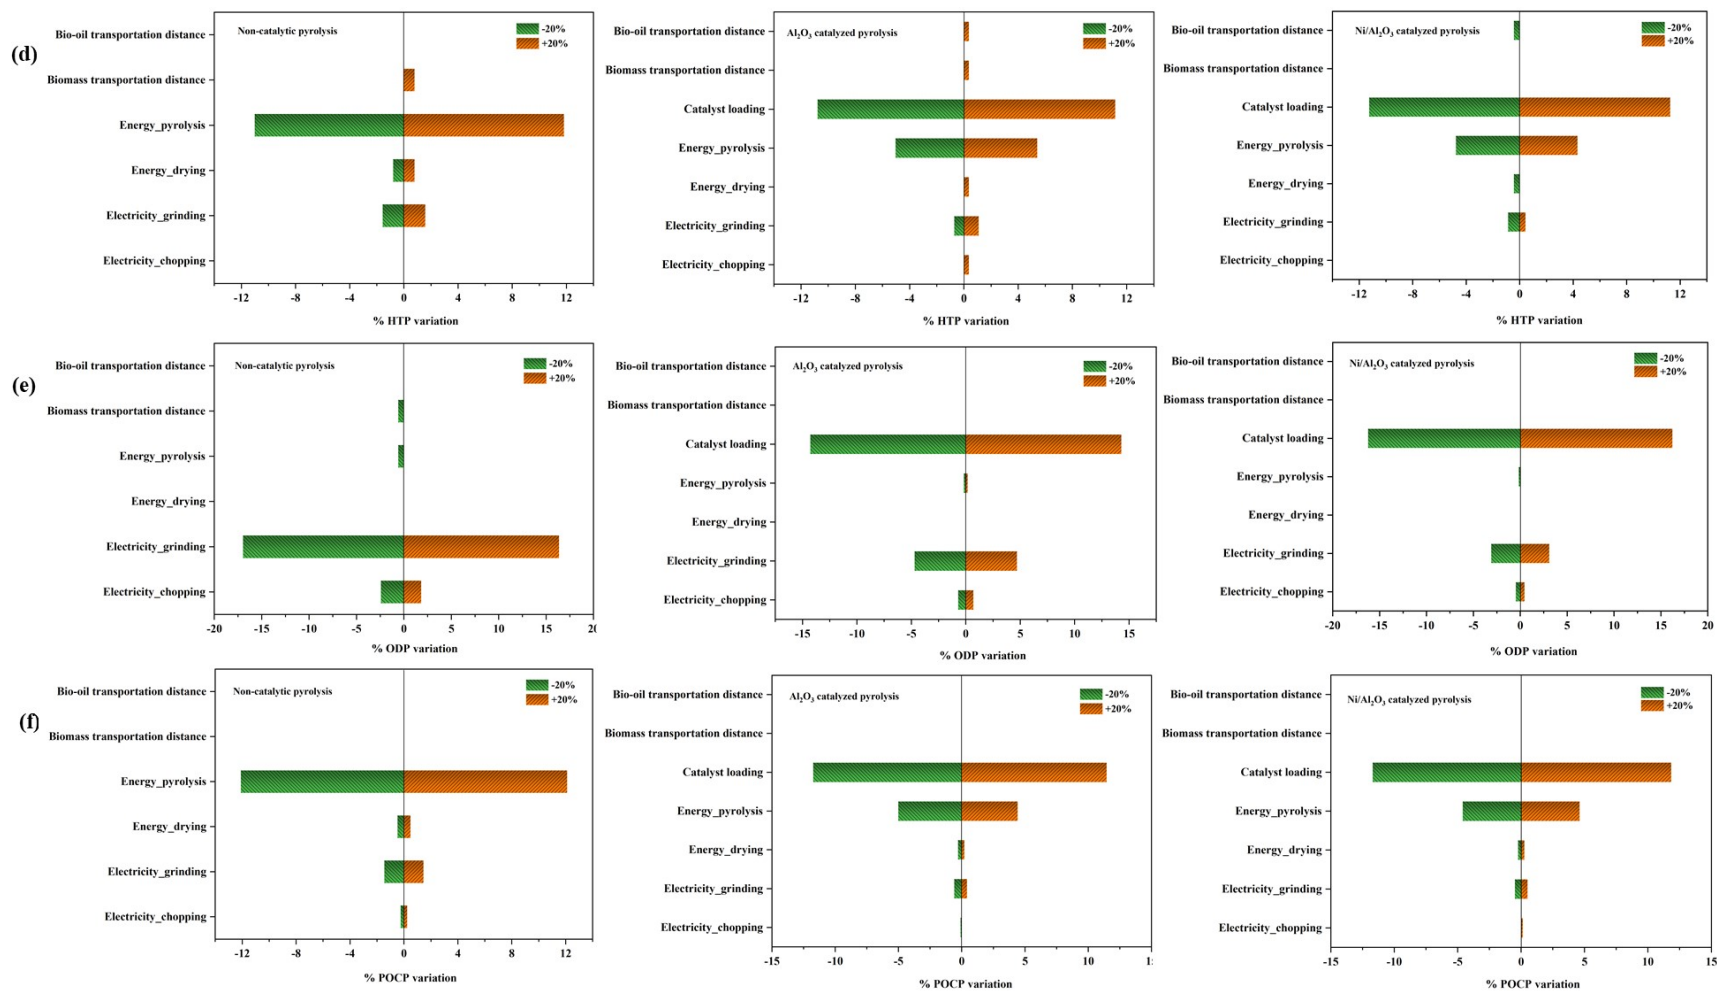 (d)
Non-catalytic pyrolysis
-20%
+20%
Bio-oil transportation distance
Biomass transportation distance
Energy_pyrolysis
Energy_drying
Electricity_grinding
Electricity_chopping
-12 -8 -4 0 4 8 12
% HTP variation
Al₂O₃ catalyzed pyrolysis
-20%
+20%
Bio-oil transportation distance
Biomass transportation distance
Catalyst loading
Energy_pyrolysis
Energy_drying
Electricity_grinding
Electricity_chopping
-12 -8 -4 0 4 8 12
% HTP variation
Ni/Al₂O₃ catalyzed pyrolysis
-20%
+20%
Bio-oil transportation distance
Biomass transportation distance
Catalyst loading
Energy_pyrolysis
Energy_drying
Electricity_grinding
Electricity_chopping
-12 -8 -4 0 4 8 12
% HTP variation
(e)
Non-catalytic pyrolysis
-20%
+20%
Bio-oil transportation distance
Biomass transportation distance
Energy_pyrolysis
Energy_drying
Electricity_grinding
Electricity_chopping
-20 -15 -10 -5 0 5 10 15 20
% ODP variation
Al₂O₃ catalyzed pyrolysis
-20%
+20%
Bio-oil transportation distance
Biomass transportation distance
Catalyst loading
Energy_pyrolysis
Energy_drying
Electricity_grinding
Electricity_chopping
-15 -10 -5 0 5 10 15
% ODP variation
Ni/Al₂O₃ catalyzed pyrolysis
-20%
+20%
Bio-oil transportation distance
Biomass transportation distance
Catalyst loading
Energy_pyrolysis
Energy_drying
Electricity_grinding
Electricity_chopping
-20 -15 -10 -5 0 5 10 15 20
% ODP variation
(f)
Non-catalytic pyrolysis
-20%
+20%
Bio-oil transportation distance
Biomass transportation distance
Energy_pyrolysis
Energy_drying
Electricity_grinding
Electricity_chopping
-12 -8 -4 0 4 8 12
% POCP variation
Al₂O₃ catalyzed pyrolysis
-20%
+20%
Bio-oil transportation distance
Biomass transportation distance
Catalyst loading
Energy_pyrolysis
Energy_drying
Electricity_grinding
Electricity_chopping
-15 -10 -5 0 5 10
% POCP variation
Ni/Al₂O₃ catalyzed pyrolysis
-20%
+20%
Bio-oil transportation distance
Biomass transportation distance
Catalyst loading
Energy_pyrolysis
Energy_drying
Electricity_grinding
Electricity_chopping
-15 -10 -5 0 5 10 15
% POCP variation